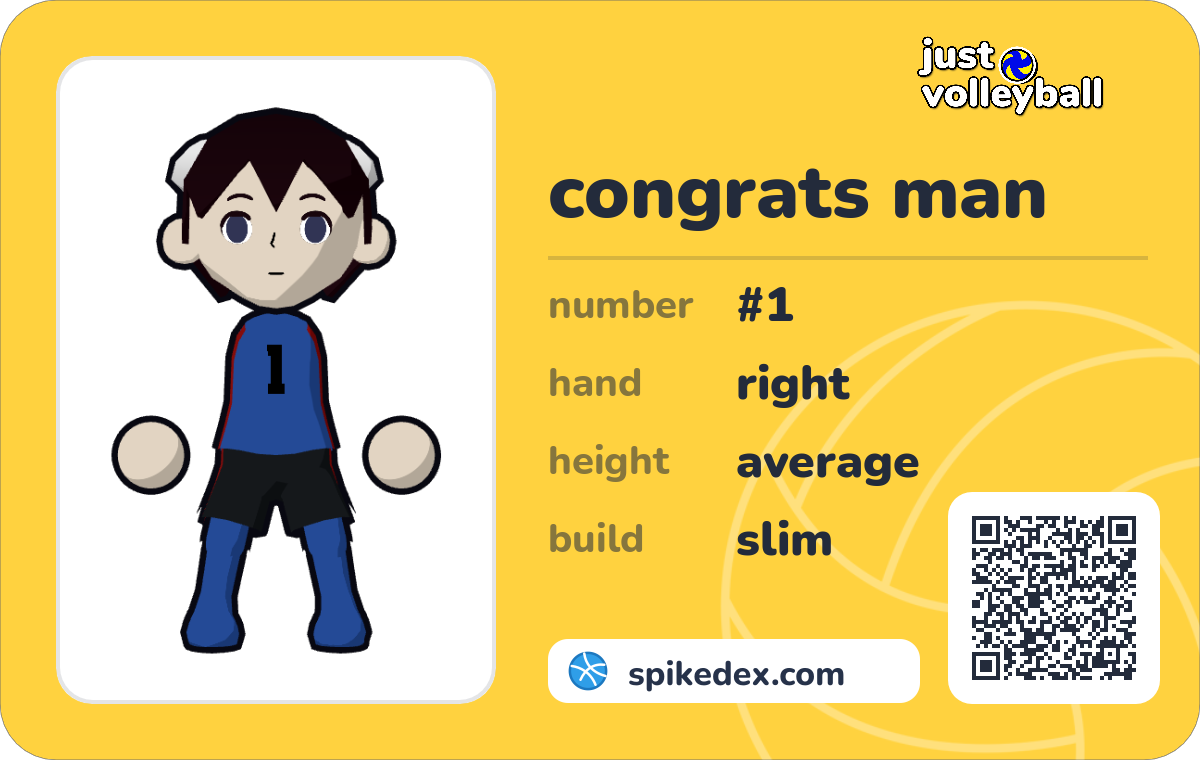 just
volleyball
congrats man
number #1
hand right
height average
build slim
1
spikedex.com